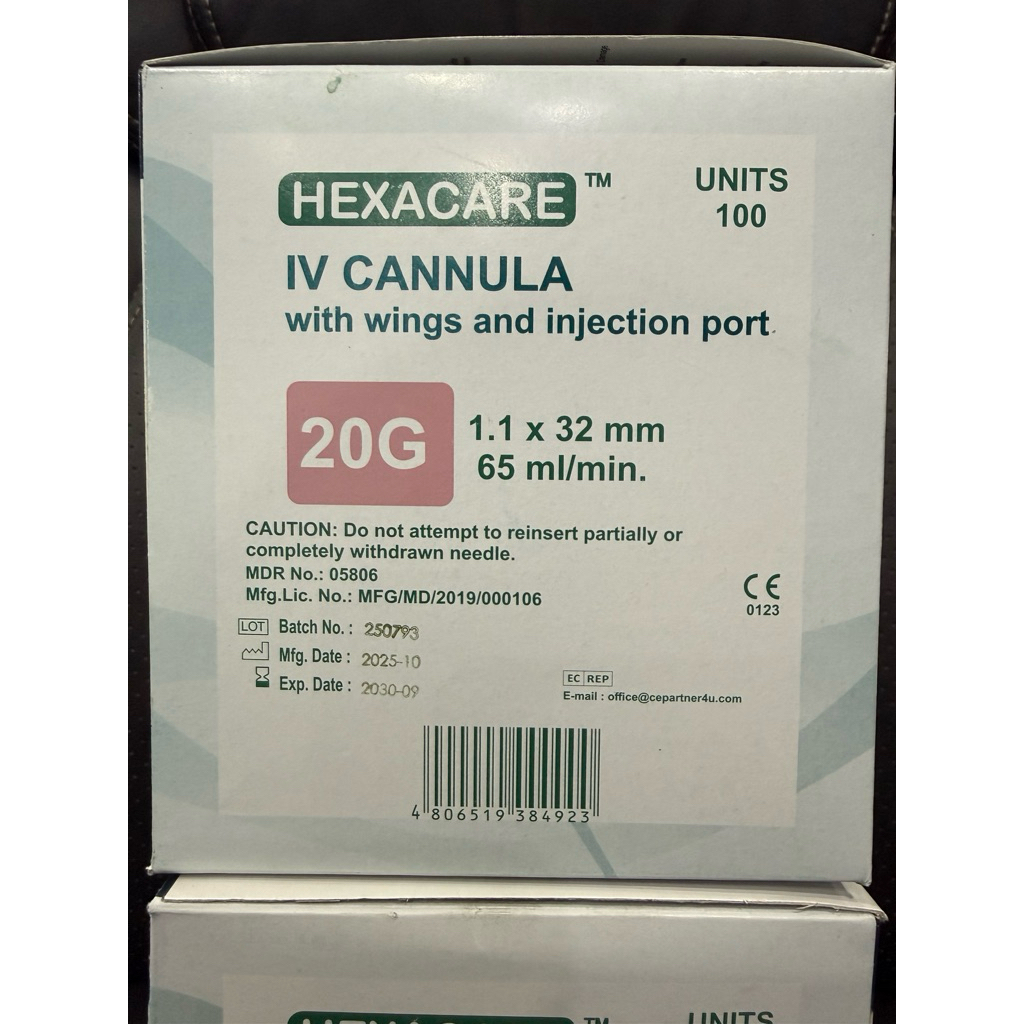 HEXACARE™
UNITS
100
IV CANNULA
with wings and injection port
20G
1.1 x 32 mm
65 ml/min.
CAUTION: Do not attempt to reinsert partially or
completely withdrawn needle.
MDR No.: 05806
Mfg.Lic. No.: MFG/MD/2019/000106
CE
0123
LOT Batch No. : 250793
Mfg. Date : 2025-10
Exp. Date : 2030-09
EC REP
E-mail : office@cepartner4u.com
4 806519 384923
HEXACARE™
UNITS